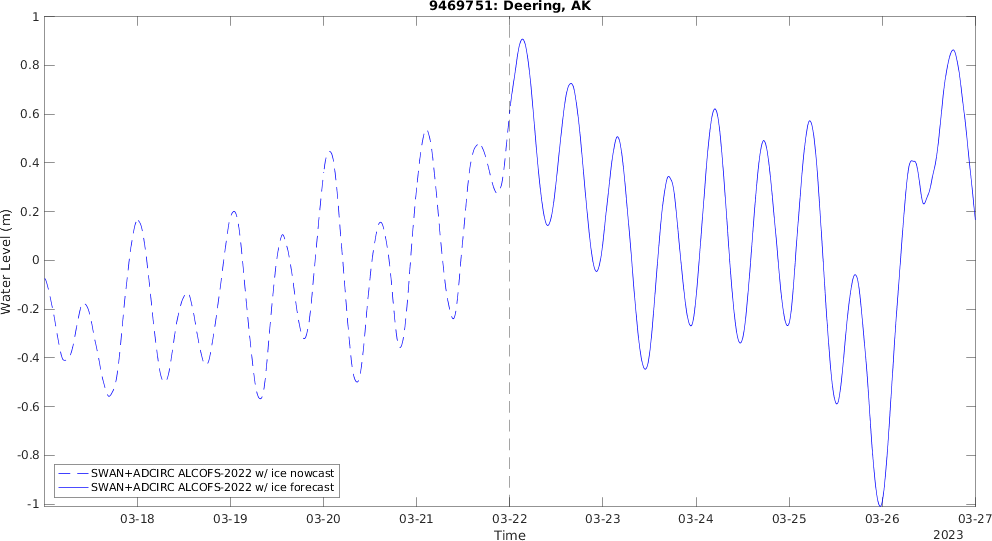 9469751: Deering, AK
1
0.8
0.6
0.4
0.2
0
-0.2
-0.4
-0.6
-0.8
-1
Water Level (m)
SWAN+ADCIRC ALCOFS-2022 w/ ice nowcast
SWAN+ADCIRC ALCOFS-2022 w/ ice forecast
03-18 03-19 03-20 03-21 03-22 03-23 03-24 03-25 03-26 03-27
Time
2023